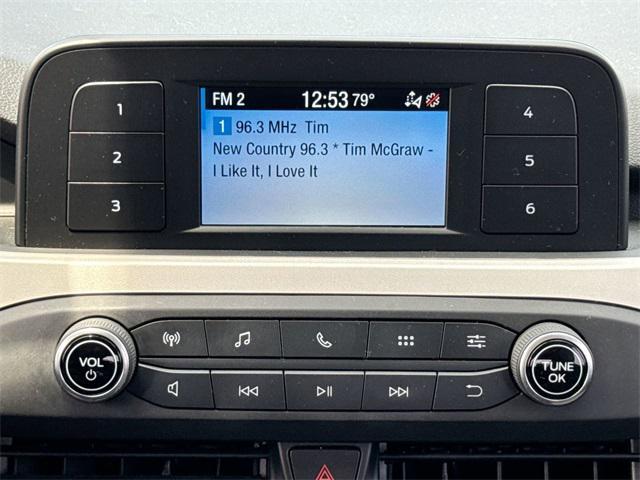 FM 2 12:53 79°
1 96.3 MHz Tim
New Country 96.3 * Tim McGraw -
I Like It, I Love It
1
2
3
4
5
6
VOL
TUNE
OK